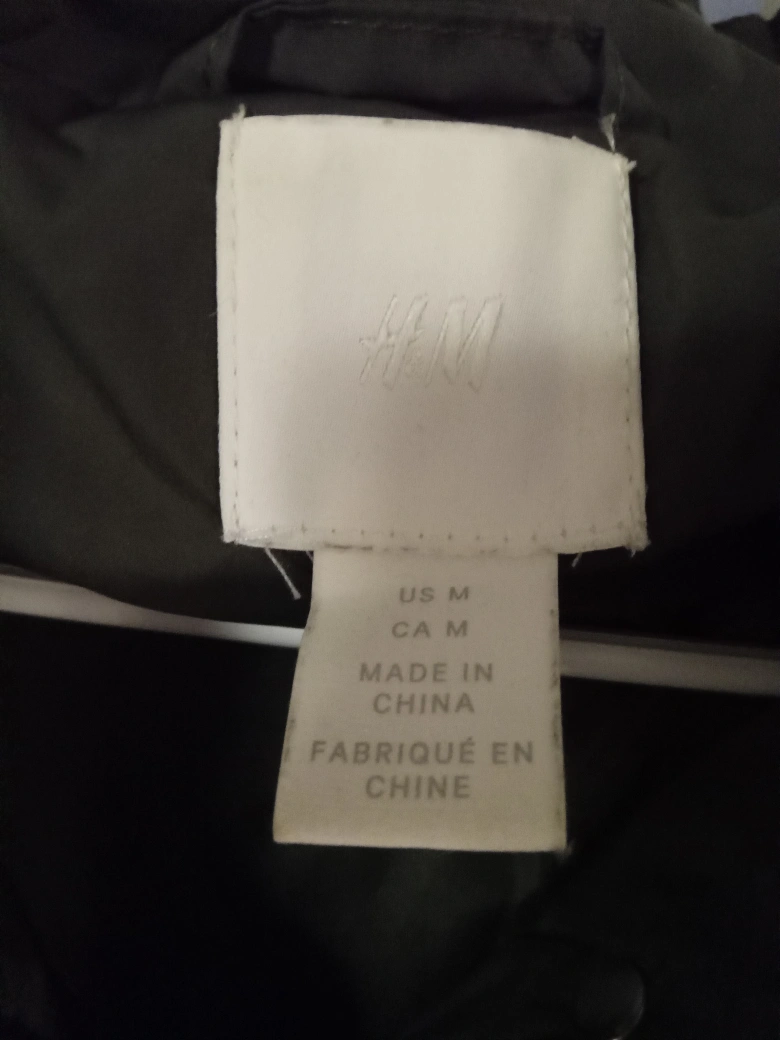 H&M
US M
CA M
MADE IN
CHINA
FABRIQUÉ EN
CHINE